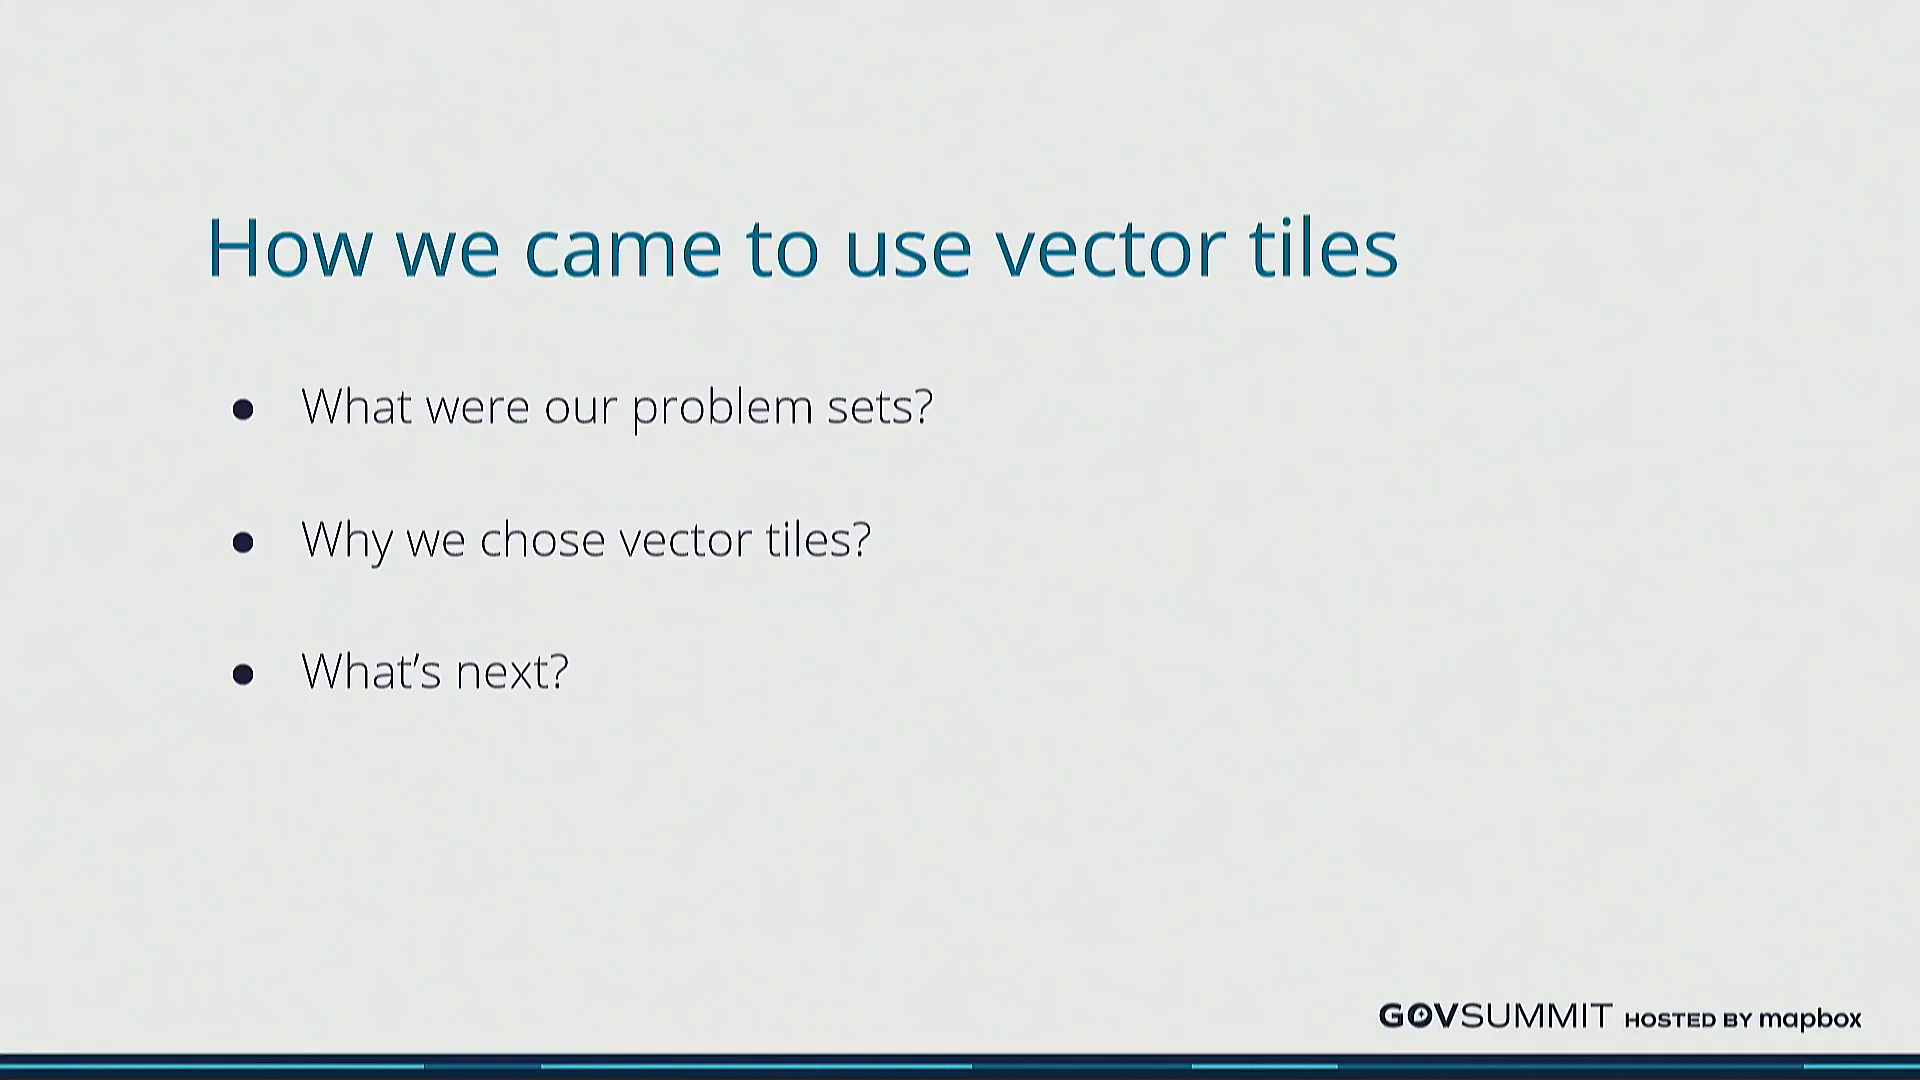 How we came to use vector tiles
● What were our problem sets?
● Why we chose vector tiles?
● What’s next?
GOVSUMMIT HOSTED BY mapbox